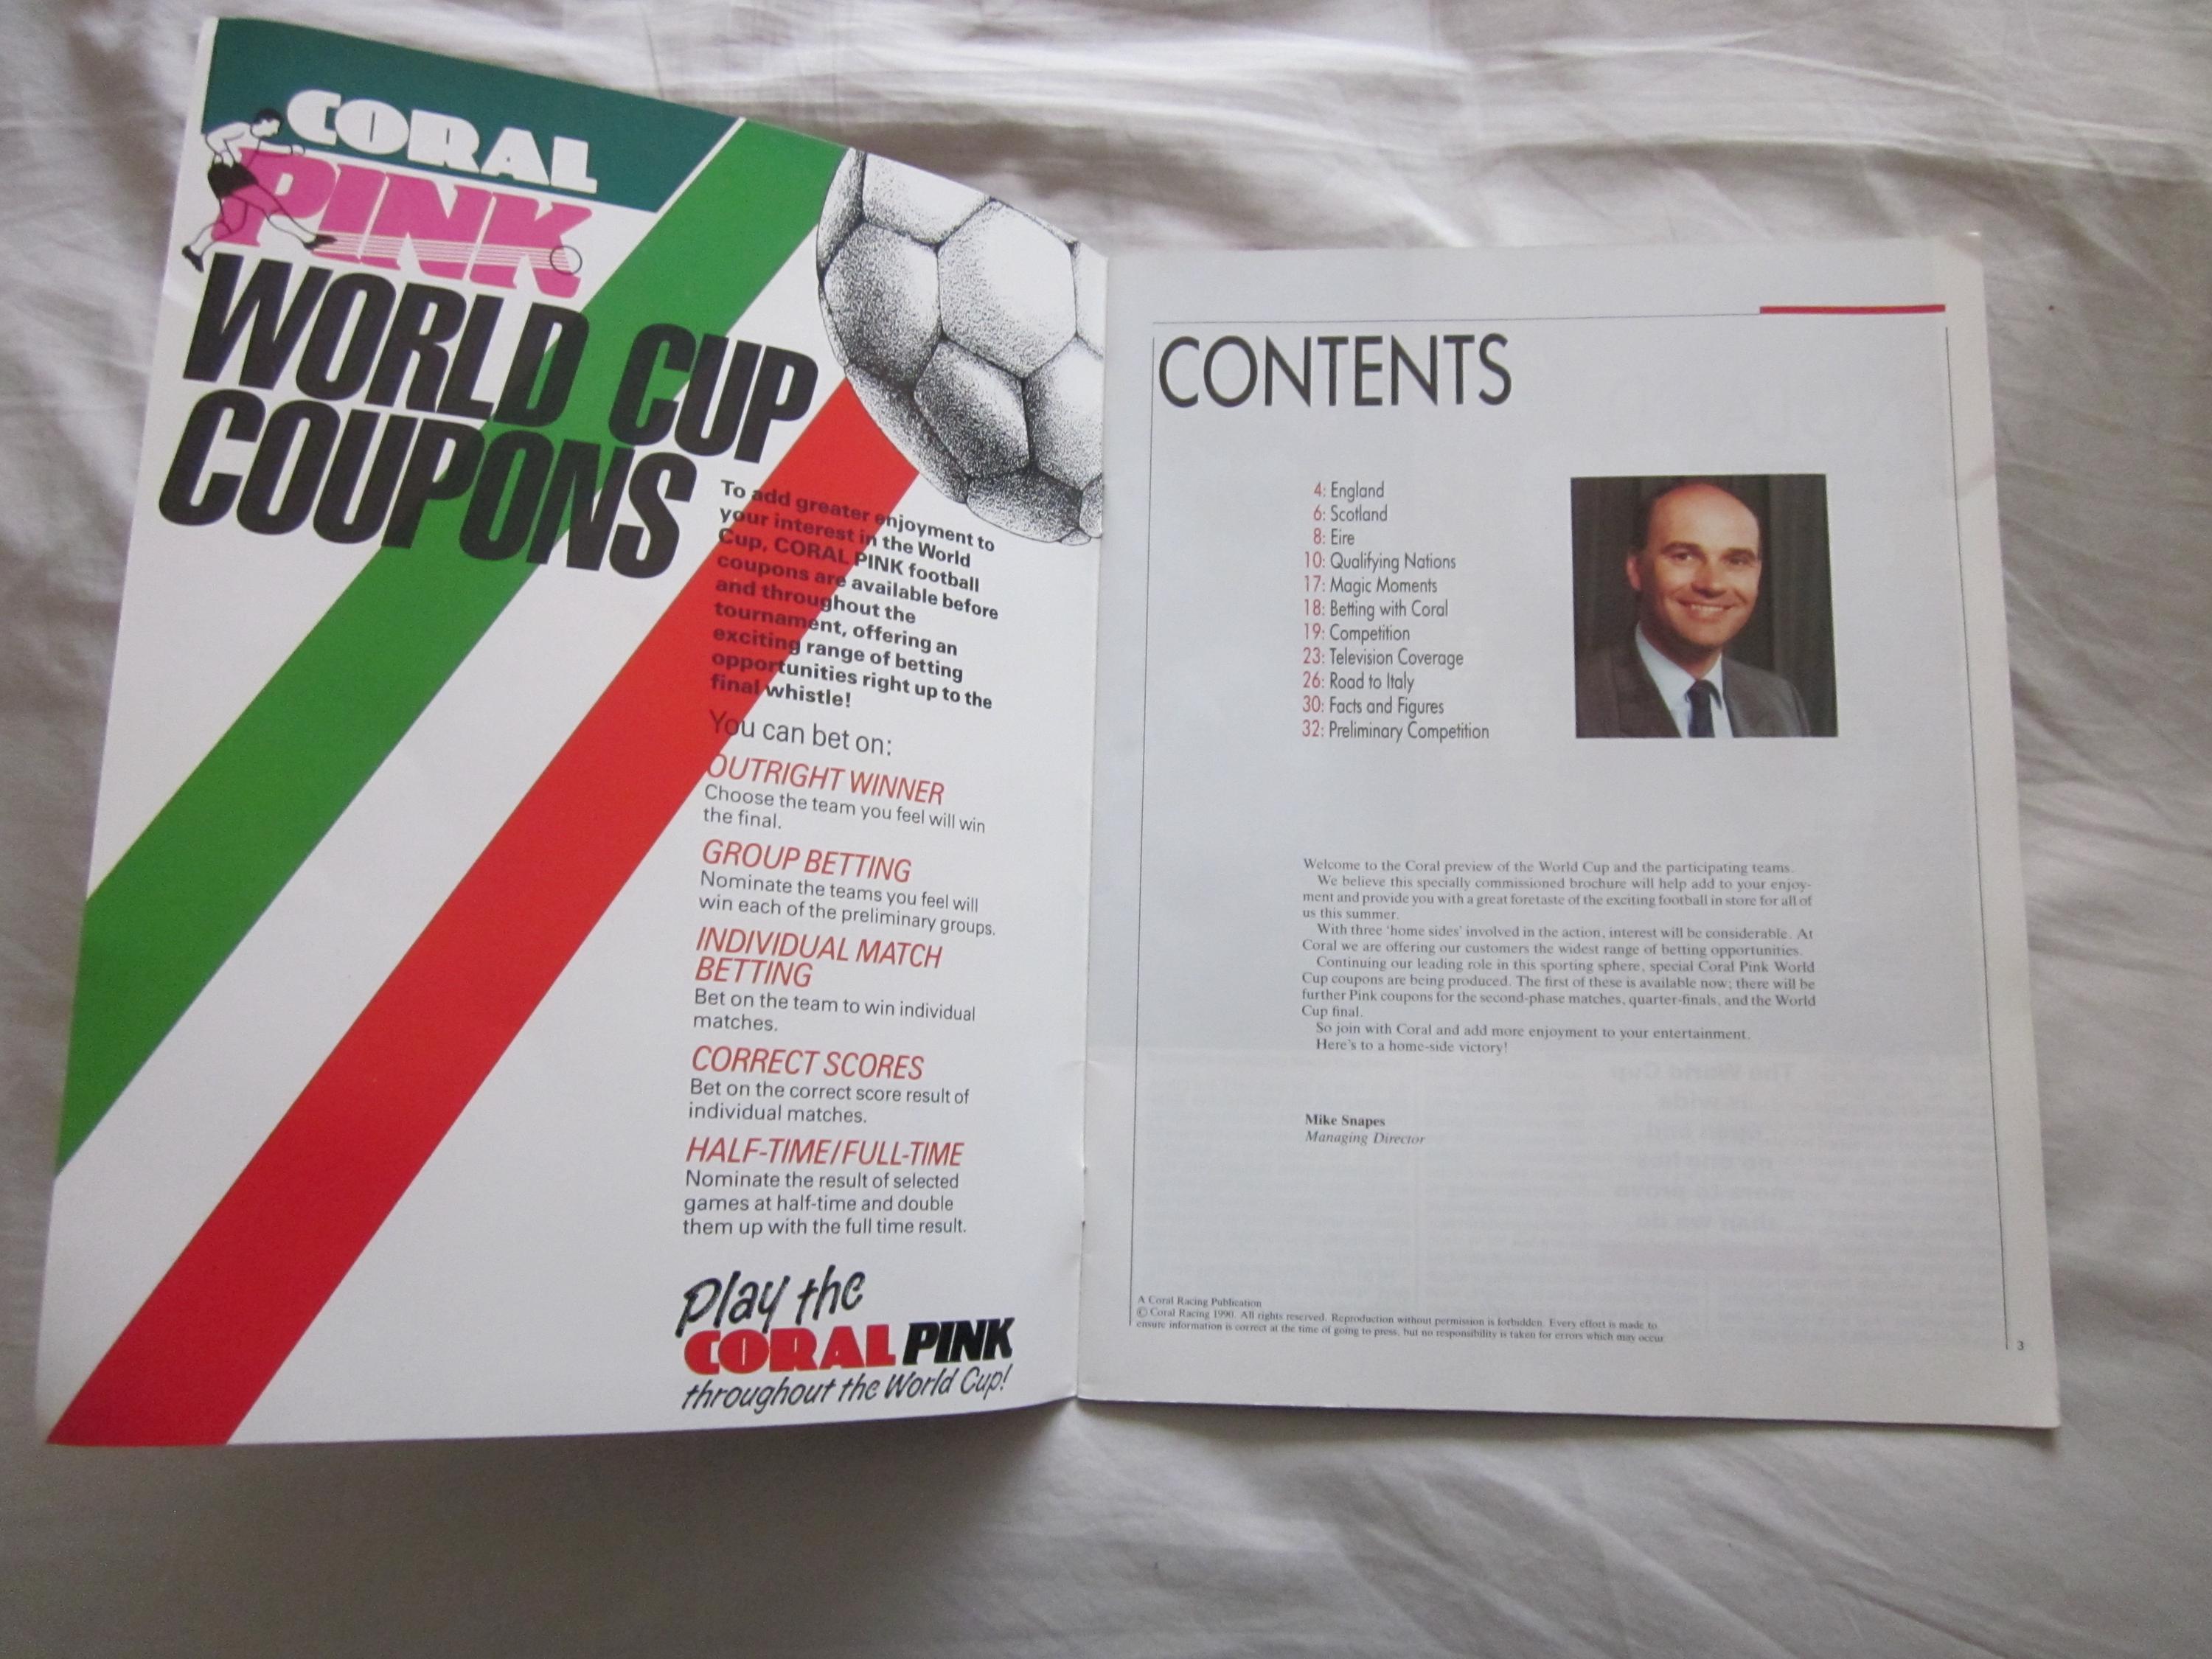 CORAL
PINK
WORLD CUP
COUPONS
To add greater enjoyment to
your interest in the World
Cup, CORAL PINK football
coupons are available before
and throughout the
tournament, offering an
exciting range of betting
opportunities right up to the
final whistle!
You can bet on:
OUTRIGHT WINNER
Choose the team you feel will win
the final.
GROUP BETTING
Nominate the teams you feel will
win each of the preliminary groups.
INDIVIDUAL MATCH
BETTING
Bet on the team to win individual
matches.
CORRECT SCORES
Bet on the correct score result of
individual matches.
HALF-TIME/FULL-TIME
Nominate the result of selected
games at half-time and double
them up with the full time result.
Play the
CORAL PINK
throughout the World Cup!
CONTENTS
4: England
6: Scotland
8: Eire
10: Qualifying Nations
17: Magic Moments
18: Betting with Coral
19: Competition
23: Television Coverage
26: Road to Italy
30: Facts and Figures
32: Preliminary Competition
Welcome to the Coral preview of the World Cup and the participating teams.
We believe this specially commissioned brochure will help add to your enjoy-
ment and provide you with a great foretaste of the exciting football in store for all of
us this summer.
With three 'home sides' involved in the action, interest will be considerable. At
Coral we are offering our customers the widest range of betting opportunities.
Continuing our leading role in this sporting sphere, special Coral Pink World
Cup coupons are being produced. The first of these is available now; there will be
further Pink coupons for the second-phase matches, quarter-finals, and the World
Cup final.
So join with Coral and add more enjoyment to your entertainment.
Here's to a home-side victory!
Mike Snapes
Managing Director
A Coral Racing Publication
© Coral Racing 1990. All rights reserved. Reproduction without permission is forbidden. Every effort is made to
ensure information is correct at the time of going to press, but no responsibility is taken for errors which may occur
3